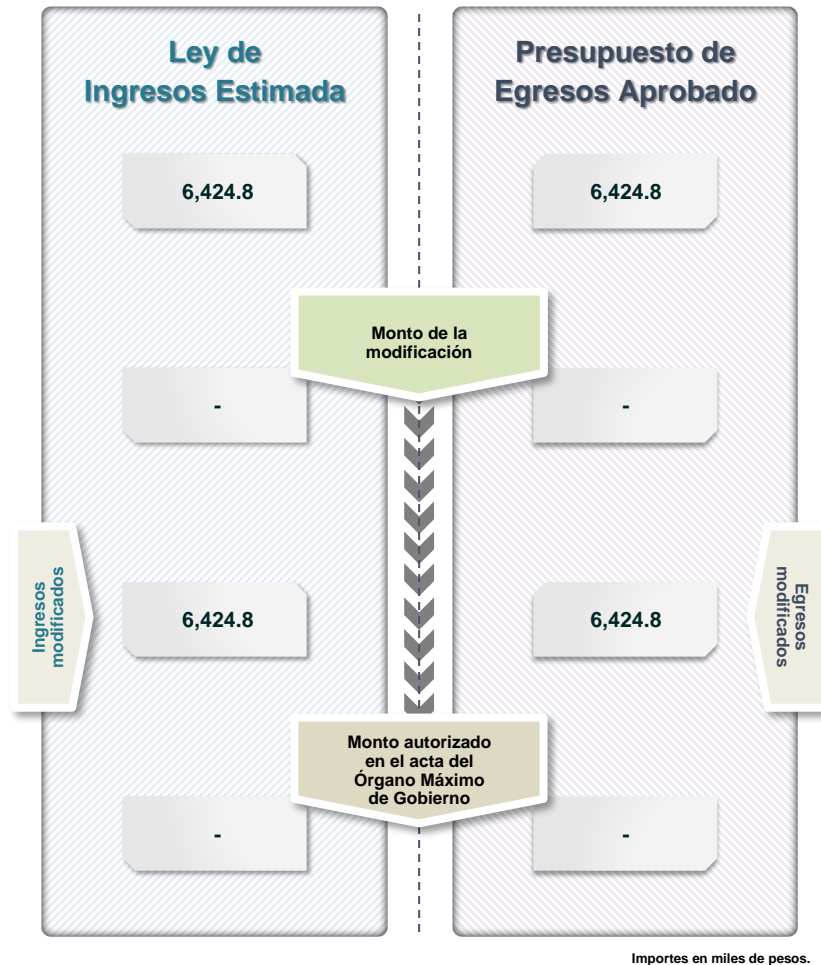 Ley de
Ingresos Estimada
Presupuesto de
Egresos Aprobado
6,424.8
6,424.8
Monto de la
modificación
-
-
Ingresos
modificados
6,424.8
6,424.8
Egresos
modificados
Monto autorizado
en el acta del
Órgano Máximo
de Gobierno
-
-
Importes en miles de pesos.